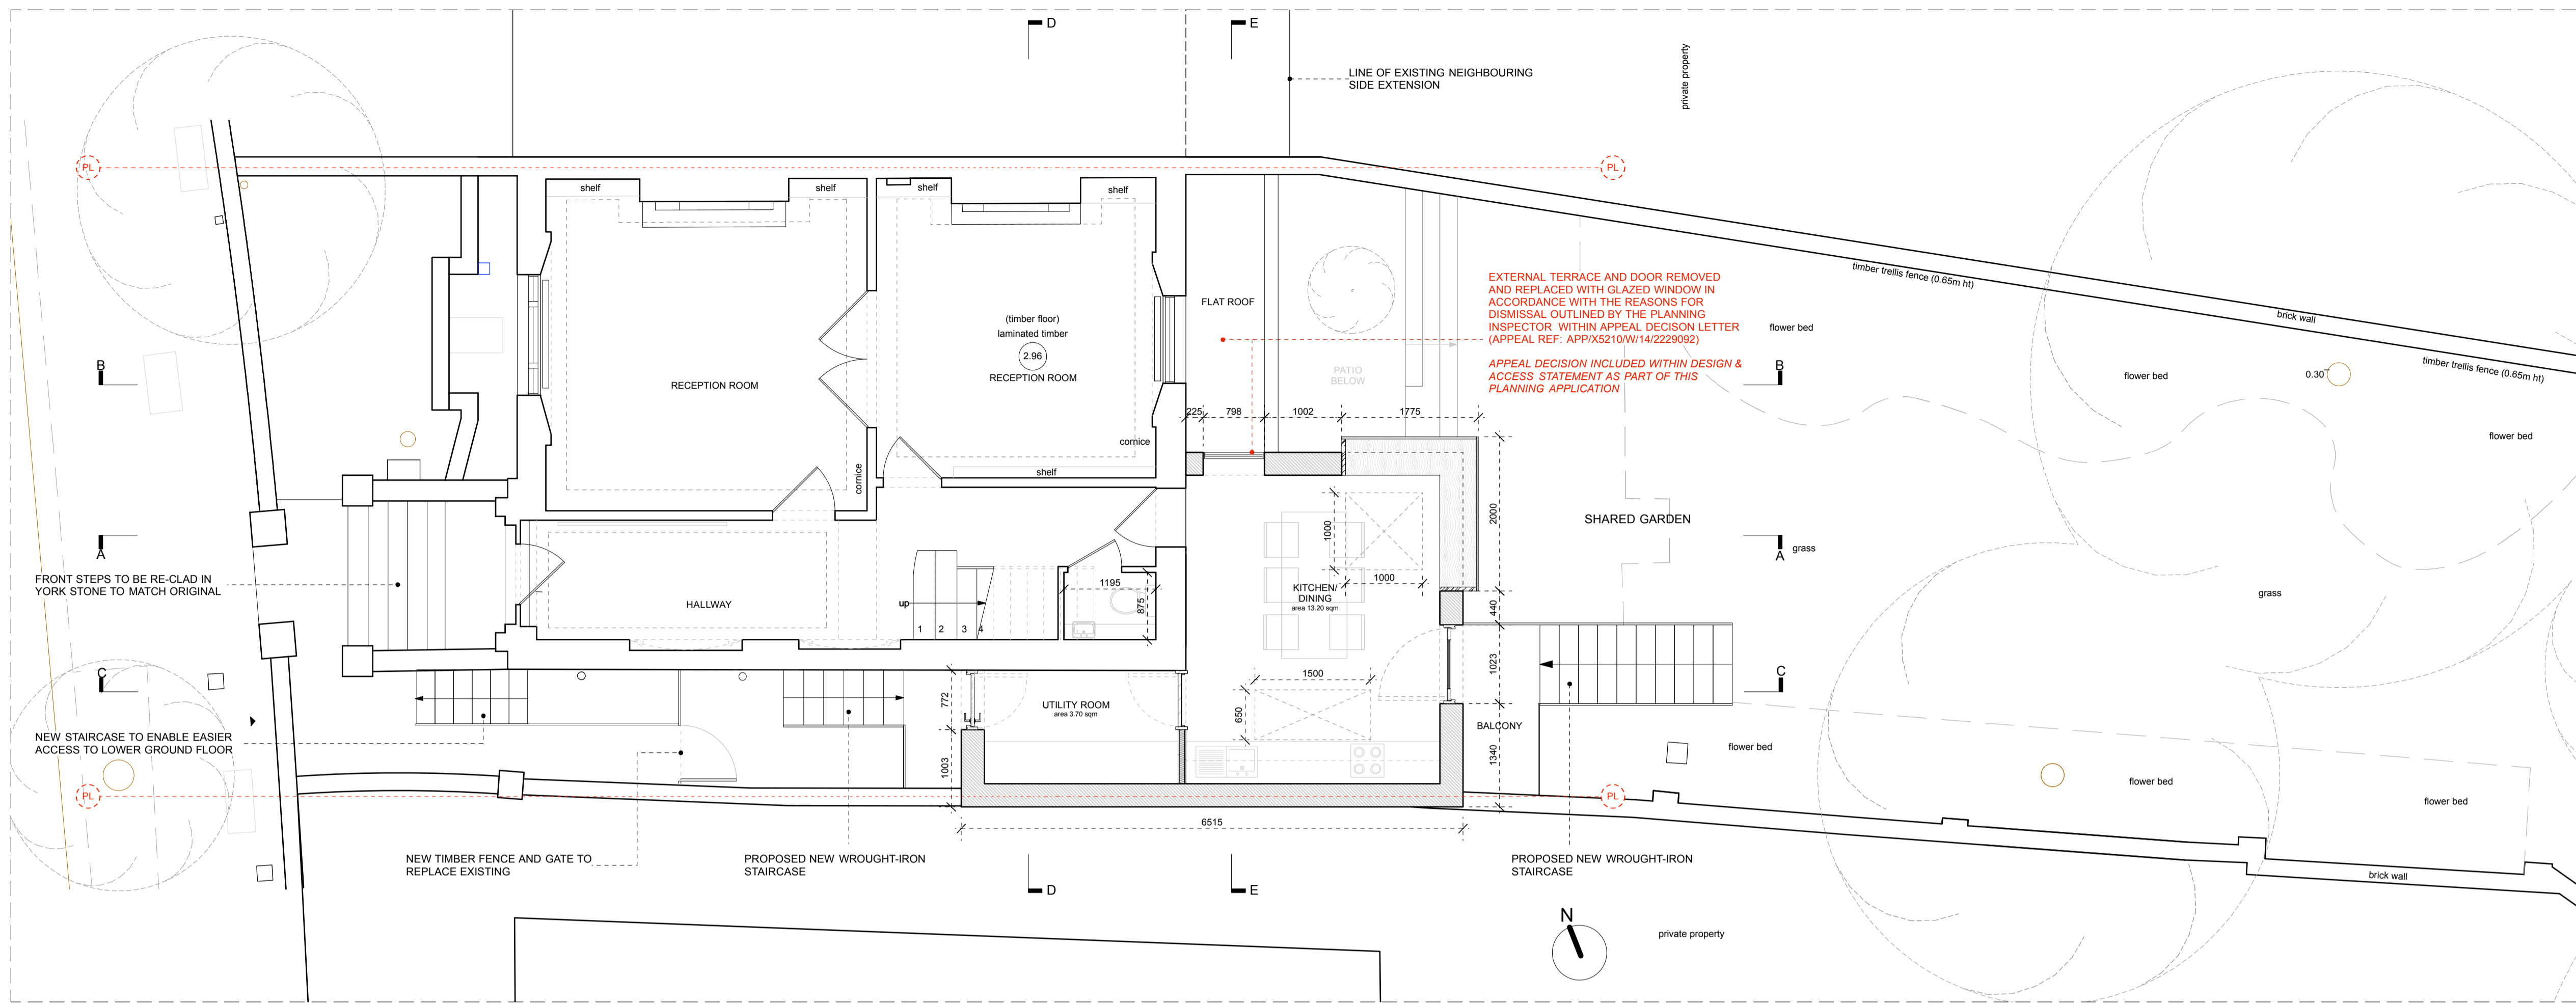 D
E
LINE OF EXISTING NEIGHBOURING
SIDE EXTENSION
private property
PL
PL
shelf
shelf
shelf
shelf
timber trellis fence (0.65m ht)
brick wall
timber trellis fence (0.65m ht)
EXTERNAL TERRACE AND DOOR REMOVED
AND REPLACED WITH GLAZED WINDOW IN
ACCORDANCE WITH THE REASONS FOR
DISMISSAL OUTLINED BY THE PLANNING
INSPECTOR WITHIN APPEAL DECISON LETTER
(APPEAL REF: APP/X5210/W/14/2229092)
APPEAL DECISION INCLUDED WITHIN DESIGN &
ACCESS STATEMENT AS PART OF THIS
PLANNING APPLICATION
FLAT ROOF
(timber floor)
laminated timber
2.96
RECEPTION ROOM
RECEPTION ROOM
PATIO
BELOW
flower bed
flower bed
0.30
flower bed
B
B
225
798
1002
1775
cornice
cornice
shelf
2000
1000
1000
SHARED GARDEN
grass
grass
A
A
FRONT STEPS TO BE RE-CLAD IN
YORK STONE TO MATCH ORIGINAL
HALLWAY
up
1
2
3
4
1195
875
KITCHEN/
DINING
area 13.20 sqm
440
1023
1340
1500
650
C
C
772
1003
UTILITY ROOM
area 3.70 sqm
BALCONY
NEW STAIRCASE TO ENABLE EASIER
ACCESS TO LOWER GROUND FLOOR
flower bed
flower bed
flower bed
PL
PL
6515
NEW TIMBER FENCE AND GATE TO
REPLACE EXISTING
PROPOSED NEW WROUGHT-IRON
STAIRCASE
PROPOSED NEW WROUGHT-IRON
STAIRCASE
brick wall
D
E
N
private property